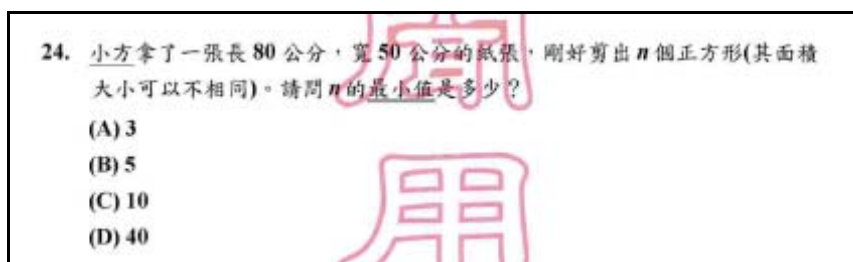 24. 小方拿了一張長 80 公分，寬 50 公分的紙張，剛好剪出 n 個正方形(其面積
大小可以不相同)。請問 n 的最小值是多少？
(A) 3
(B) 5
(C) 10
(D) 40
用